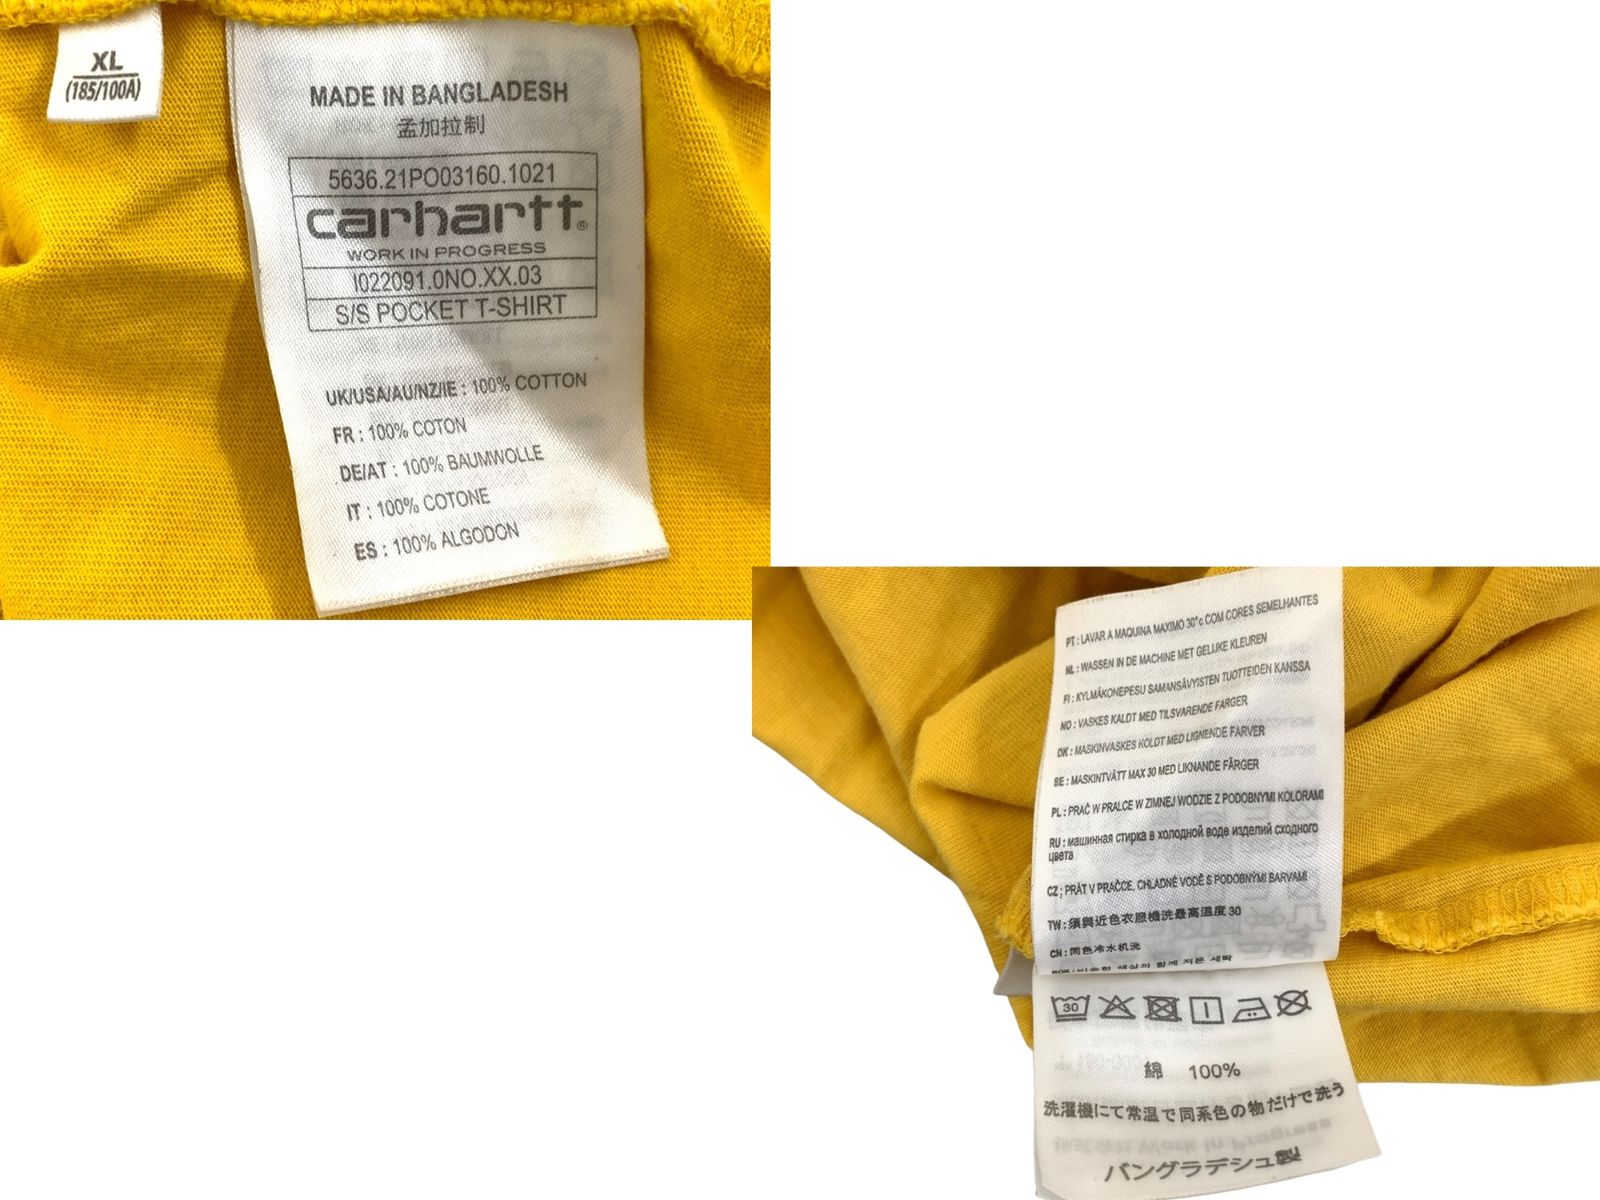 XL
(185/100A)
MADE IN BANGLADESH
孟加拉制
5636.21PO03160.1021
carhartt®
WORK IN PROGRESS
I022091.0NO.XX.03
S/S POCKET T-SHIRT
UK/USA/AU/NZ/IE : 100% COTTON
FR : 100% COTON
DE/AT : 100% BAUMWOLLE
IT : 100% COTONE
ES : 100% ALGODON
PT : LAVAR A MAQUINA MAXIMO 30°c COM CORES SEMELHANTES
NL : WASSEN IN DE MACHINE MET GELIJKE KLEUREN
FI : KYLMÄKONEPESU SAMANSÄVYISTEN TUOTTEIDEN KANSSA
NO : VASKES KALDT MED TILSVARENDE FARGER
DK : MASKINVASKES KOLDT MED LIGNENDE FARVER
SE : MASKINTVÄTT MAX 30 MED LIKNANDE FÄRGER
PL : PRAĆ W PRALCE W ZIMNEJ WODZIE Z PODOBNYMI KOLORAMI
RU : машинная стирка в холодной воде изделий сходного
цвета
CZ : PRÁT V PRAČCE, CHLADNÉ VODĚ S PODOBNÝMI BARVAMI
TW : 須與近色衣服機洗最高溫度 30
CN : 同色冷水机洗
30
綿 100%
洗濯機にて常温で同系色の物だけで洗う
バングラデシュ製